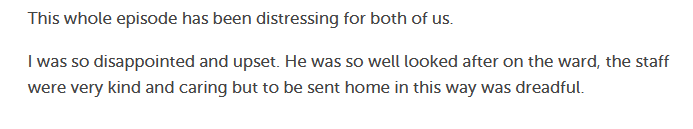 This whole episode has been distressing for both of us.
I was so disappointed and upset. He was so well looked after on the ward, the staff
were very kind and caring but to be sent home in this way was dreadful.